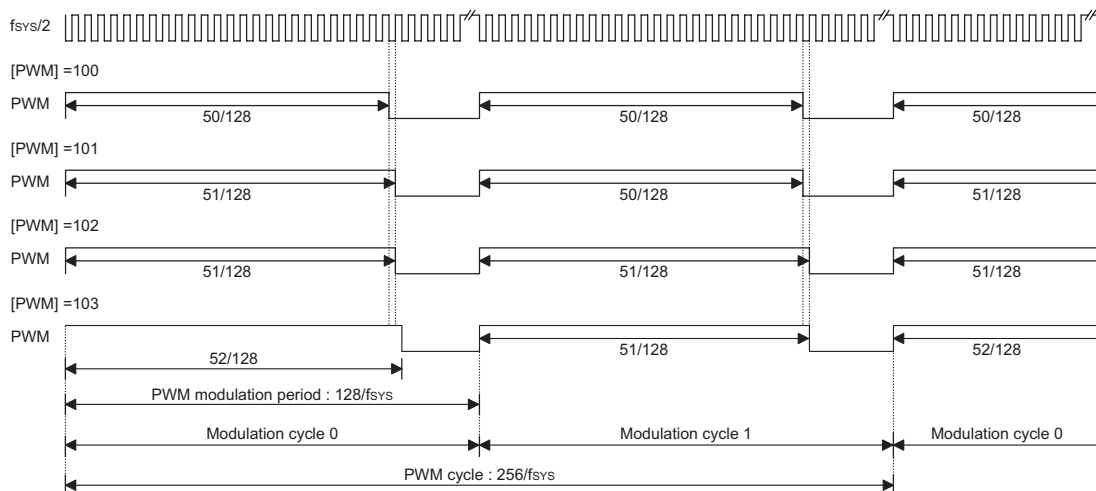 fSYS/2
[PWM] =100
PWM
50/128 50/128 50/128
[PWM] =101
PWM
51/128 50/128 51/128
[PWM] =102
PWM
51/128 51/128 51/128
[PWM] =103
PWM
52/128 51/128 52/128
PWM modulation period : 128/fSYS
Modulation cycle 0 Modulation cycle 1 Modulation cycle 0
PWM cycle : 256/fSYS